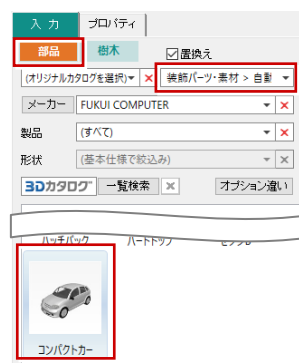 入力 プロパティ
部品 樹木 置換え
(オリジナルカタログを選択) 装飾パーツ・素材 > 自動
メーカー FUKUI COMPUTER
製品 (すべて)
形状 (基本仕様で絞込み)
3Dカタログ 一覧検索 オプション違い
ハッチバック ハードトップ
コンパクトカー